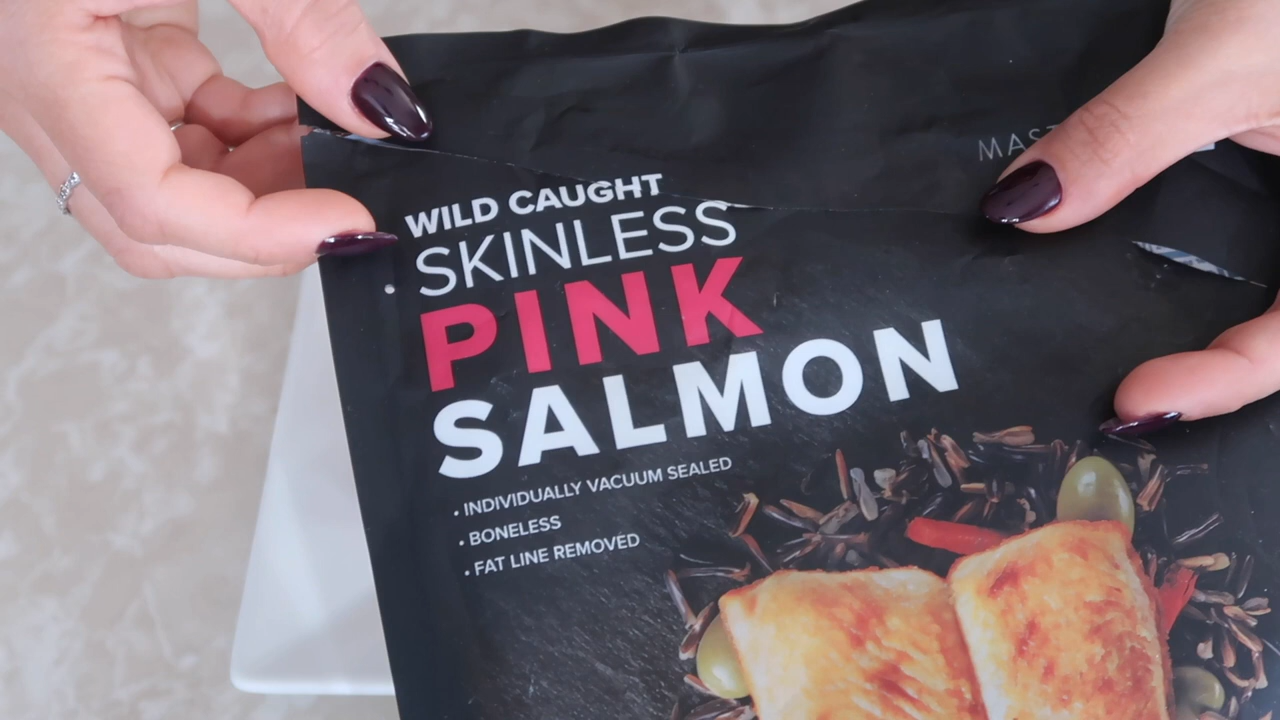 WILD CAUGHT
SKINLESS
PINK
SALMON
• INDIVIDUALLY VACUUM SEALED
• BONELESS
• FAT LINE REMOVED